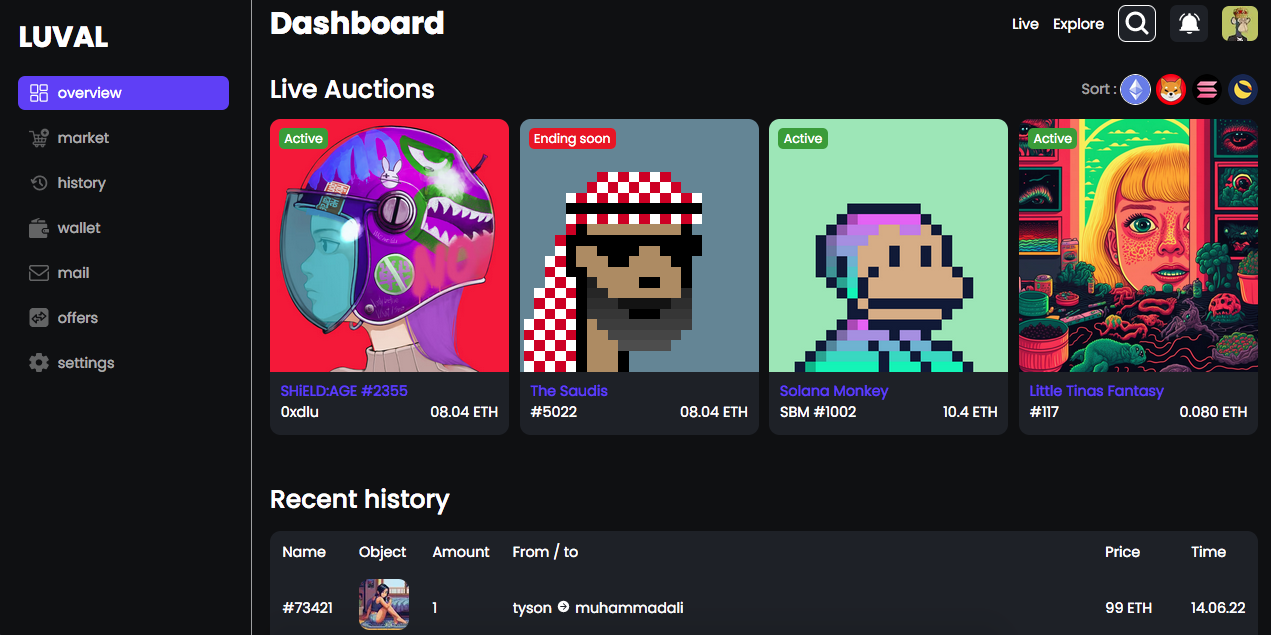 LUVAL
overview
market
history
wallet
mail
offers
settings
Dashboard
Live Explore
Live Auctions
Sort :
Active
SHiELD:AGE #2355
0xdlu 08.04 ETH
Ending soon
The Saudis
#5022 08.04 ETH
Active
Solana Monkey
SBM #1002 10.4 ETH
Active
Little Tinas Fantasy
#117 0.080 ETH
Recent history
Name Object Amount From / to Price Time
#73421 1 tyson muhammadali 99 ETH 14.06.22